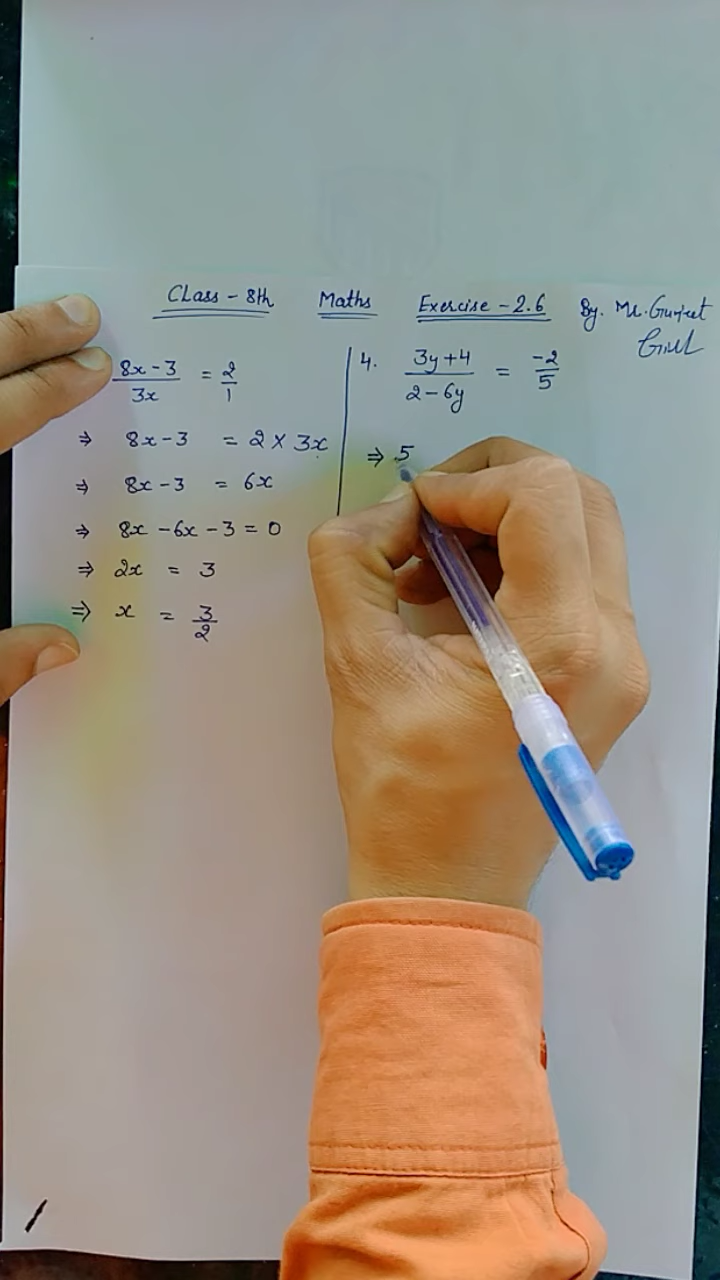 Class - 8th Maths Exercise - 2.6 By. Mr. Gurjeet Gill
8x - 3 / 3x = 2 / 1
⇒ 8x - 3 = 2 × 3x
⇒ 8x - 3 = 6x
⇒ 8x - 6x - 3 = 0
⇒ 2x = 3
⇒ x = 3 / 2
4. 3y + 4 / 2 - 6y = -2 / 5
⇒ 5